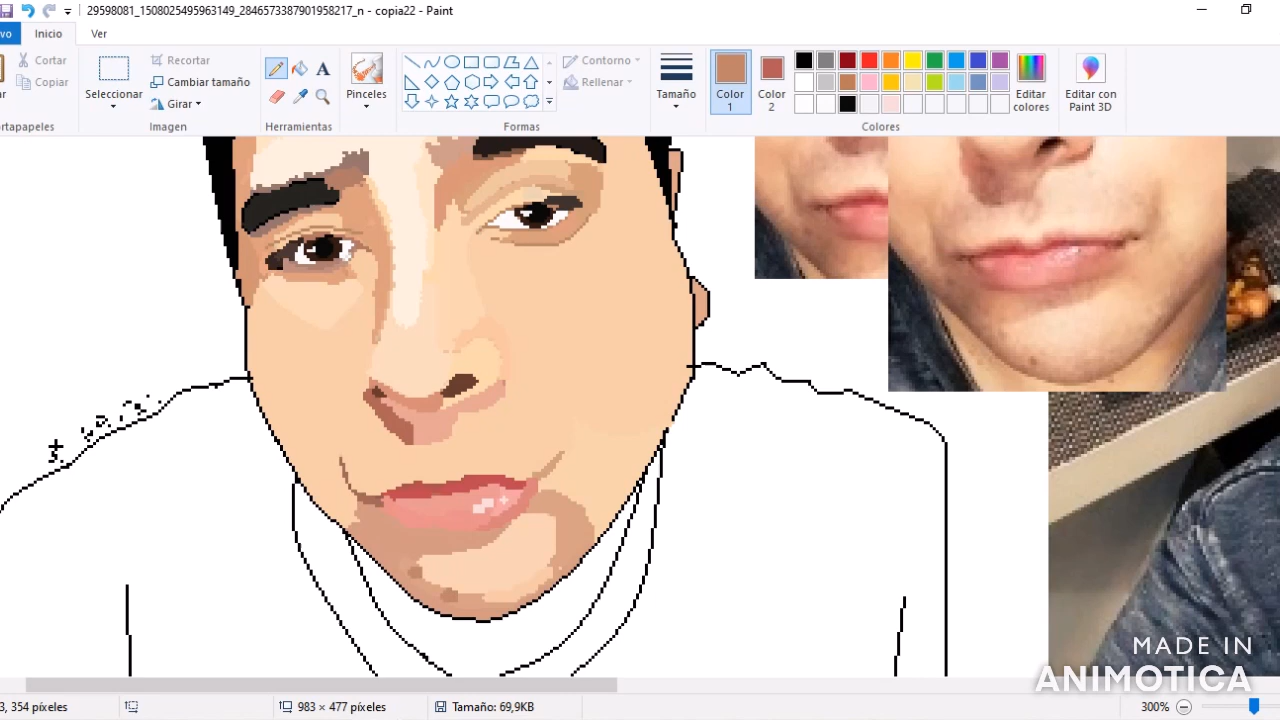 29598081_1508025495963149_2846573387901958217_n - copia22 - Paint
vo Inicio Ver
Cortar
Copiar
ar
rtapapeles
Seleccionar
Recortar
Cambiar tamaño
Girar
Imagen
A
Herramientas
Pinceles
Contorno
Rellenar
Formas
Tamaño
Color
1
Color
2
Editar
colores
Colores
Editar con
Paint 3D
MADE IN
ANIMOTICA
3, 354 píxeles
983 × 477 píxeles
Tamaño: 69,9KB
300%